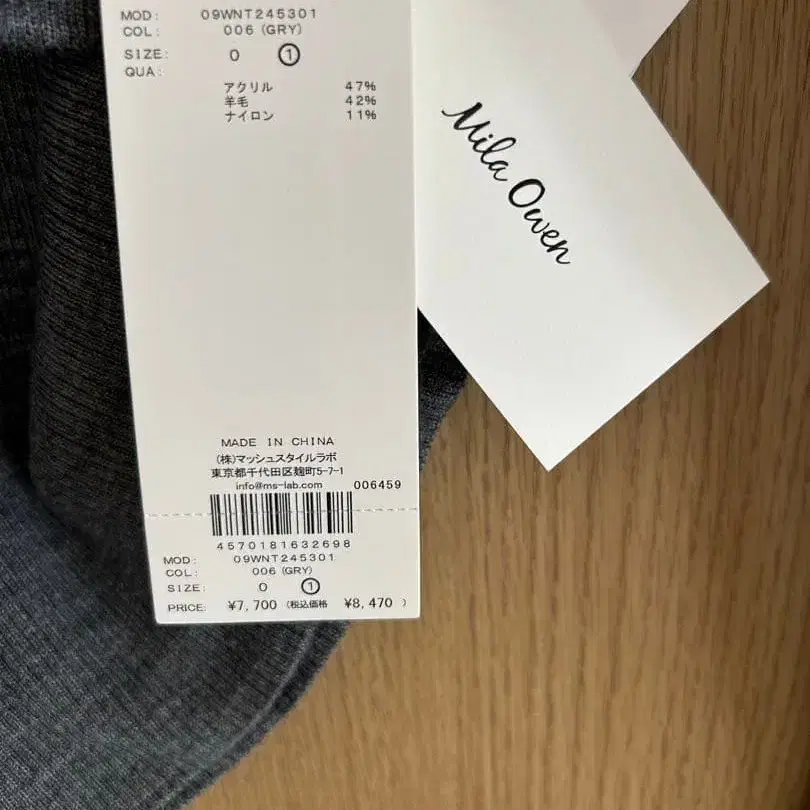 MOD: 09WNT245301
COL: 006 (GRY)
SIZE: 0 ①
QUA:
アクリル 47%
羊毛 42%
ナイロン 11%
Mila Owen
MADE IN CHINA
(株)マッシュスタイルラボ
東京都千代田区麹町5-7-1
info@ms-lab.com 006459
4570181632698
MOD: 09WNT245301
COL: 006 (GRY)
SIZE: 0 ①
PRICE: ¥7,700 (税込価格 ¥8,470 )